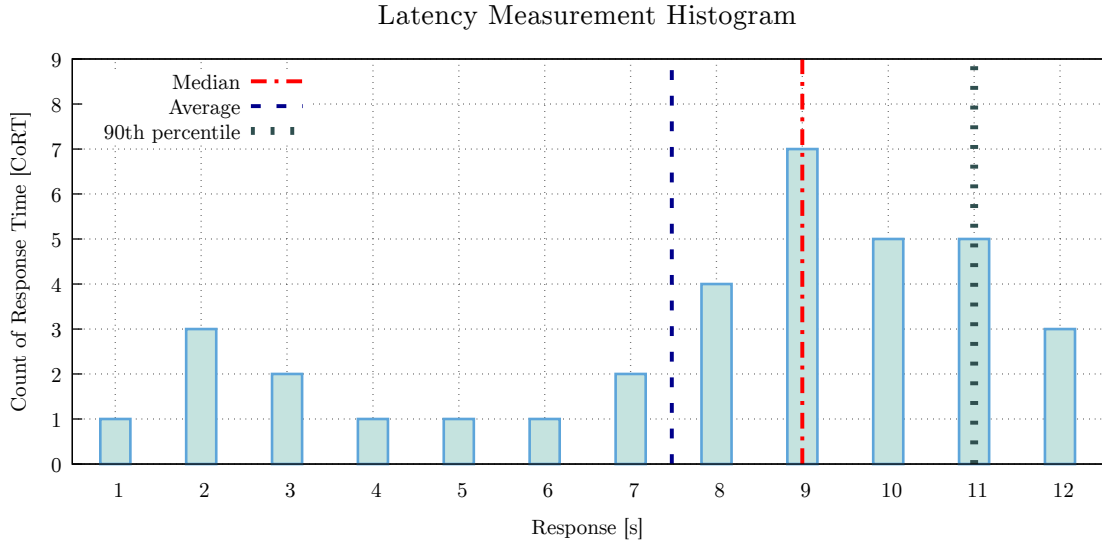 Latency Measurement Histogram
Median
Average
90th percentile
Count of Response Time [CoRT]
9
8
7
6
5
4
3
2
1
0
1 2 3 4 5 6 7 8 9 10 11 12
Response [s]